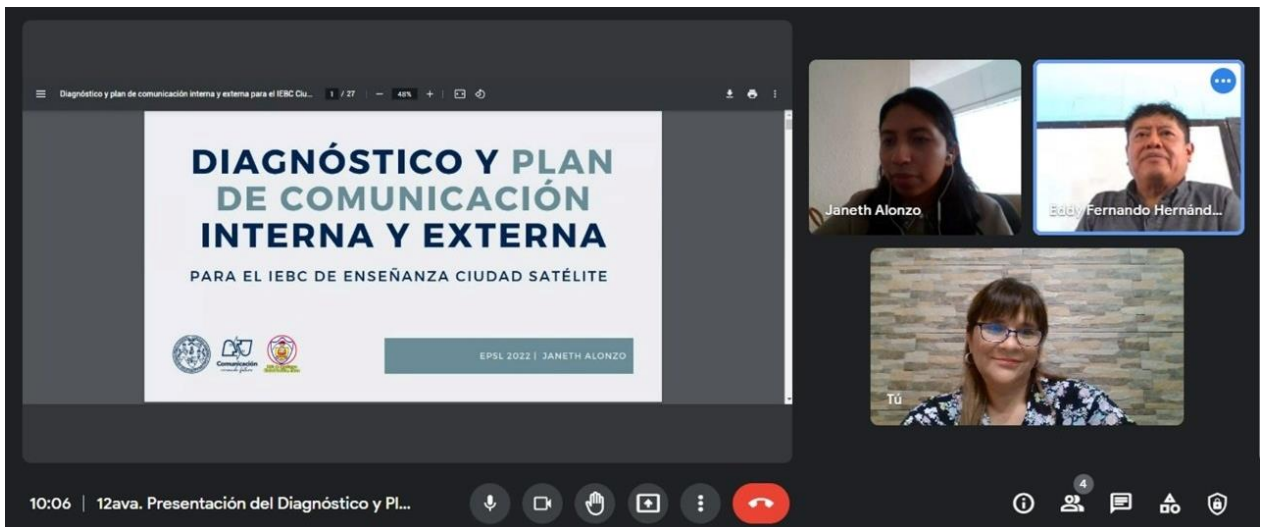 Diagnóstico y plan de comunicación interna y externa para el IEBC Ciu... 1 / 27 — 48% +
DIAGNÓSTICO Y PLAN
DE COMUNICACIÓN
INTERNA Y EXTERNA
PARA EL IEBC DE ENSEÑANZA CIUDAD SATÉLITE
Comunicación
EPSL 2022 | JANETH ALONZO
Janeth Alonzo
Eddy Fernando Hernánd...
Tú
10:06 | 12ava. Presentación del Diagnóstico y Pl...
4